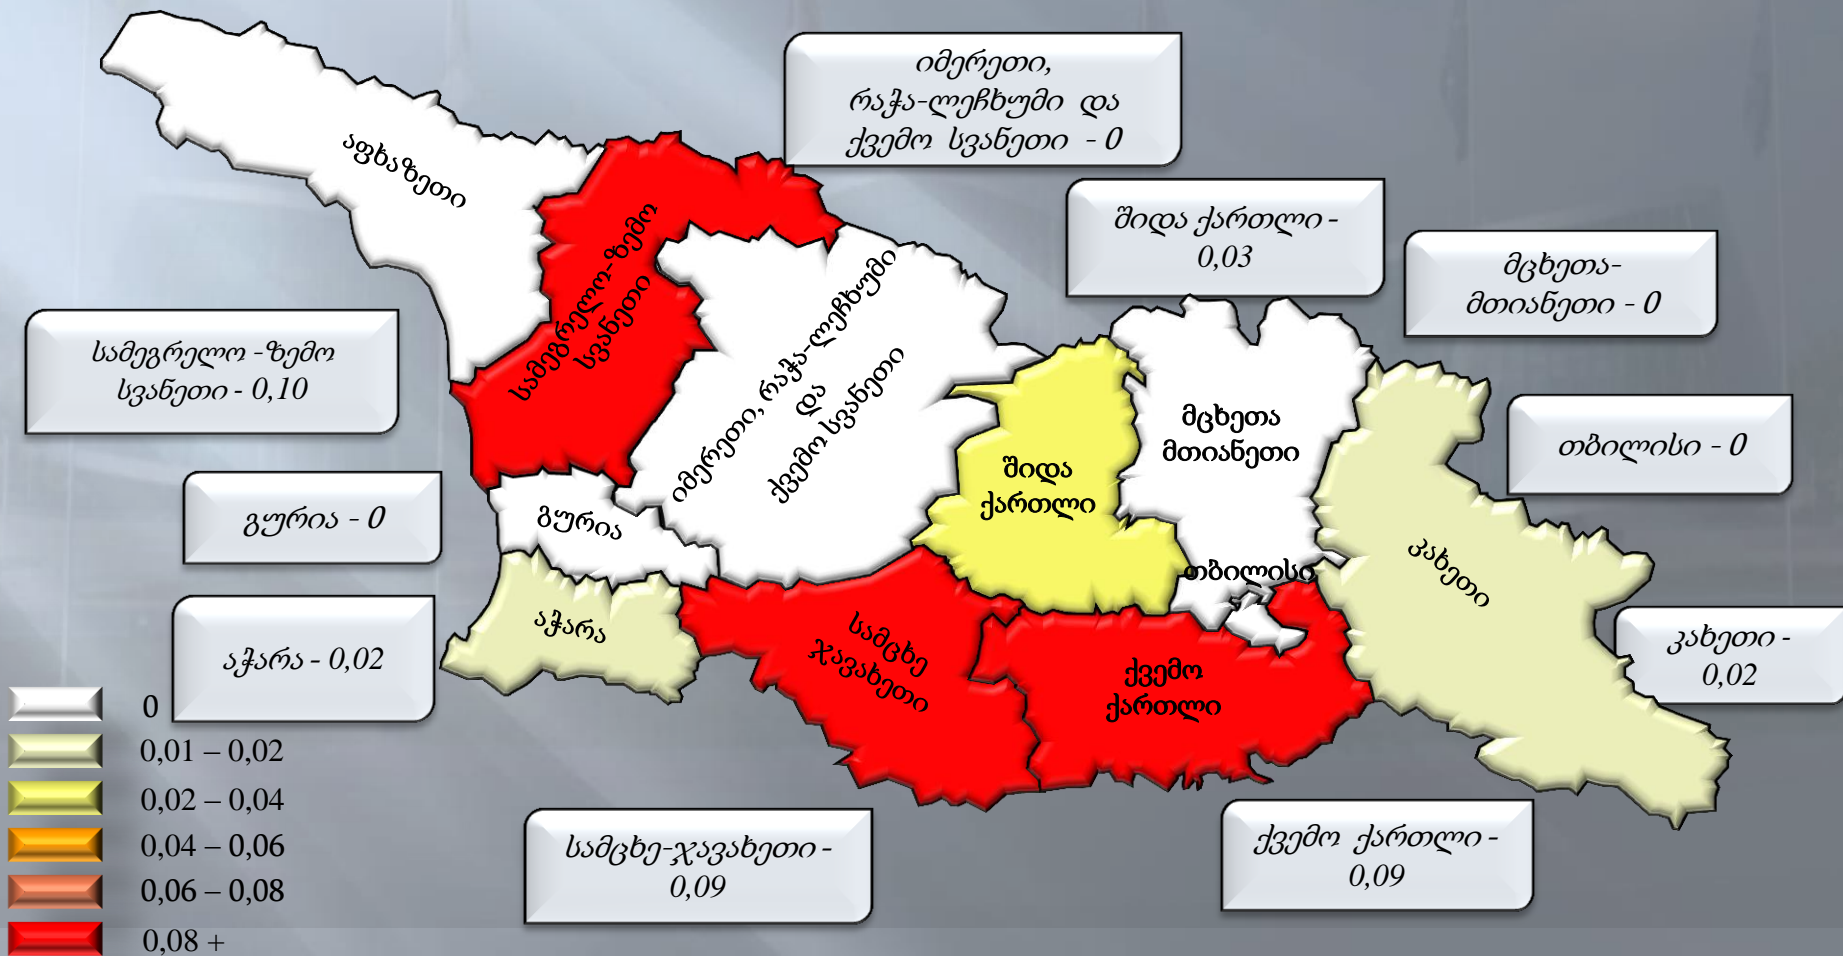 იმერეთი,
რაჭა-ლეჩხუმი და
ქვემო სვანეთი - 0
შიდა ქართლი -
0,03
მცხეთა-
მთიანეთი - 0
თბილისი - 0
კახეთი -
0,02
სამეგრელო -ზემო
სვანეთი - 0,10
გურია - 0
აჭარა - 0,02
სამცხე-ჯავახეთი -
0,09
ქვემო ქართლი -
0,09
აფხაზეთი
სამეგრელო-ზემო
სვანეთი
იმერეთი, რაჭა-ლეჩხუმი
და
ქვემო სვანეთი
შიდა
ქართლი
მცხეთა
მთიანეთი
თბილისი
კახეთი
გურია
აჭარა
სამცხე
ჯავახეთი
ქვემო
ქართლი
0
0,01 – 0,02
0,02 – 0,04
0,04 – 0,06
0,06 – 0,08
0,08 +